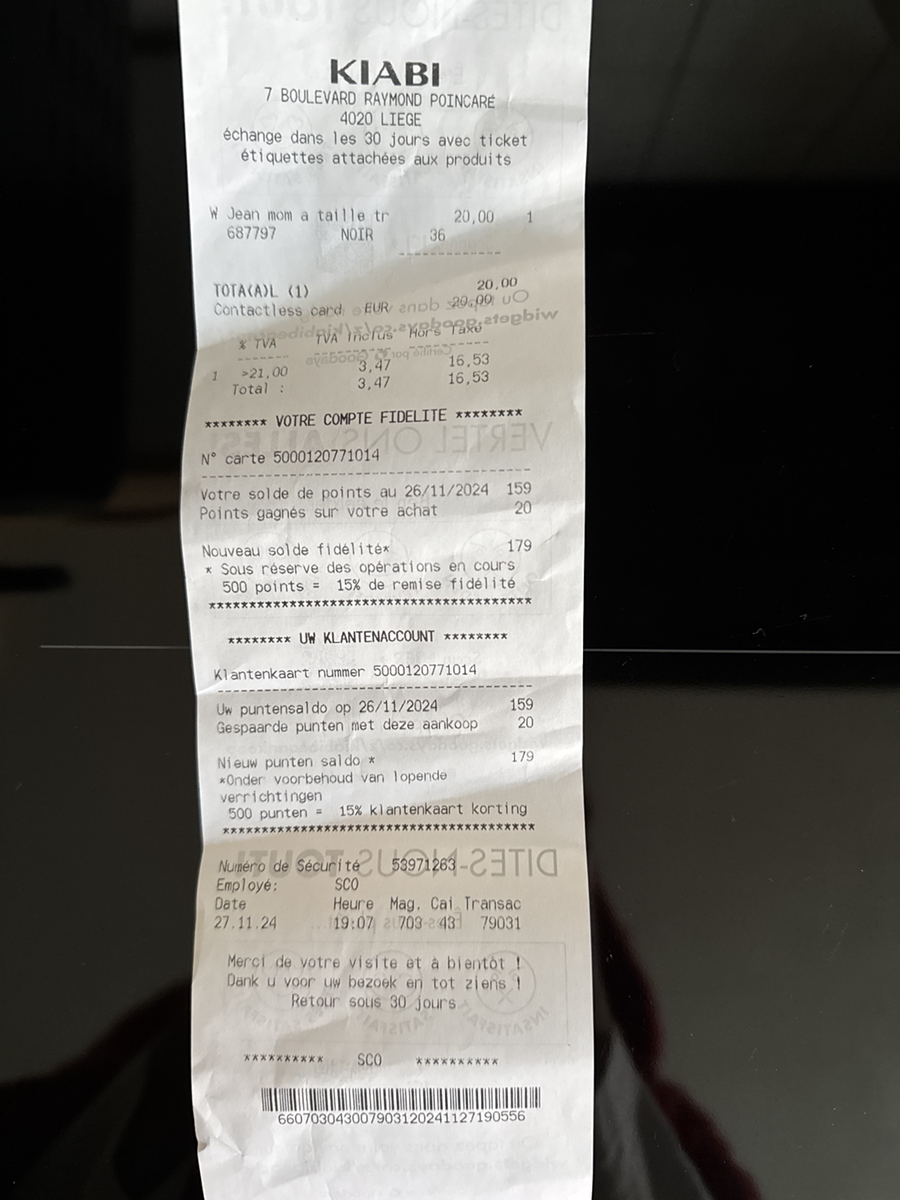 KIABI
7 BOULEVARD RAYMOND POINCARÉ
4020 LIEGE
échange dans les 30 jours avec ticket
étiquettes attachées aux produits
W Jean mom a taille tr 20,00 1
687797 NOIR 36
--------------
TOTA(A)L (1) 20,00
Contactless card EUR 20,00
% TVA TVA Inclus Hors Taxe
1 >21,00 3,47 16,53
Total : 3,47 16,53
******** VOTRE COMPTE FIDELITE ********
N° carte 5000120771014
Votre solde de points au 26/11/2024 159
Points gagnés sur votre achat 20
Nouveau solde fidélité* 179
* Sous réserve des opérations en cours
500 points = 15% de remise fidélité
****************************************
******** UW KLANTENACCOUNT ********
Klantenkaart nummer 5000120771014
Uw puntensaldo op 26/11/2024 159
Gespaarde punten met deze aankoop 20
Nieuw punten saldo * 179
*Onder voorbehoud van lopende
verrichtingen
500 punten = 15% klantenkaart korting
****************************************
Numéro de Sécurité 53971263
Employé: SCO
Date Heure Mag. Cai Transac
27.11.24 19:07 703 43 79031
Merci de votre visite et à bientôt !
Dank u voor uw bezoek en tot ziens !
Retour sous 30 jours
********** SCO **********
660703043007903120241127190556